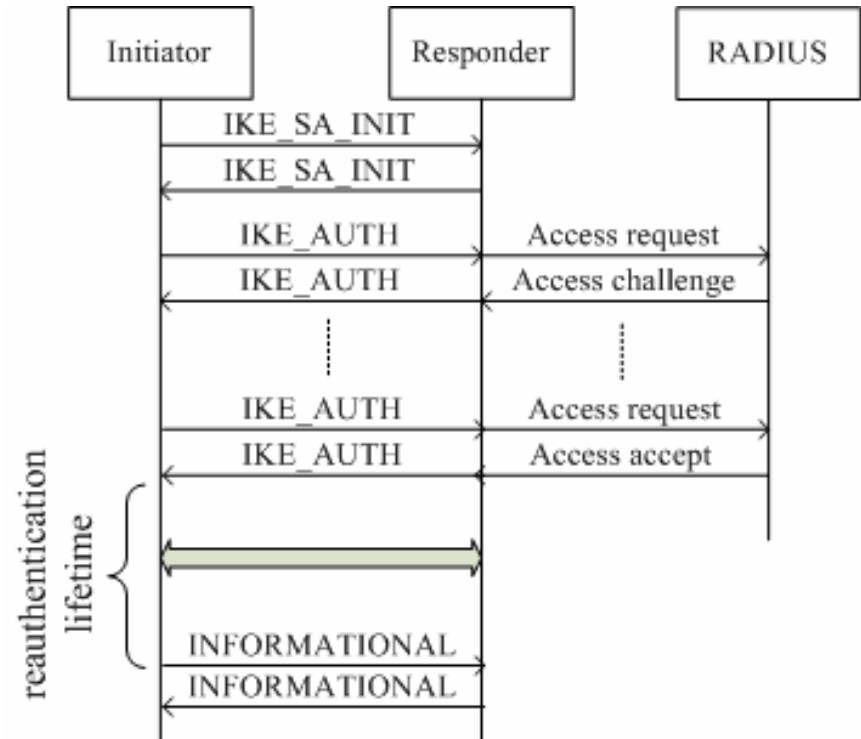 Initiator
Responder
RADIUS
IKE_SA_INIT
IKE_SA_INIT
IKE_AUTH
Access request
IKE_AUTH
Access challenge
IKE_AUTH
Access request
IKE_AUTH
Access accept
reauthentication
lifetime
INFORMATIONAL
INFORMATIONAL